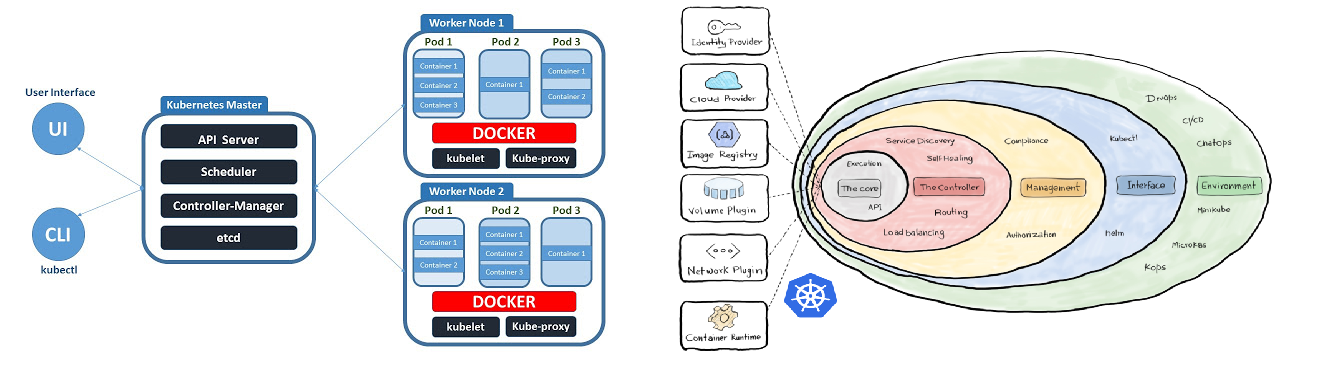 User Interface
UI
CLI
kubectl
Kubernetes Master
API Server
Scheduler
Controller-Manager
etcd
Worker Node 1
Pod 1
Pod 2
Pod 3
Container 1
Container 2
Container 3
Container 1
Container 1
Container 2
DOCKER
kubelet
Kube-proxy
Worker Node 2
Pod 1
Pod 2
Pod 3
Container 1
Container 2
Container 1
Container 2
Container 3
Container 1
DOCKER
kubelet
Kube-proxy
Identity Provider
Cloud Provider
Image Registry
Volume Plugin
Network Plugin
Container Runtime
Execution
The core
API
Service Discovery
Self-Healing
The Controller
Routing
Load balancing
Compliance
Management
Authorization
Kubectl
Interface
Helm
DevOps
CI/CD
ChatOps
Environment
Minikube
MicroK8s
Kops